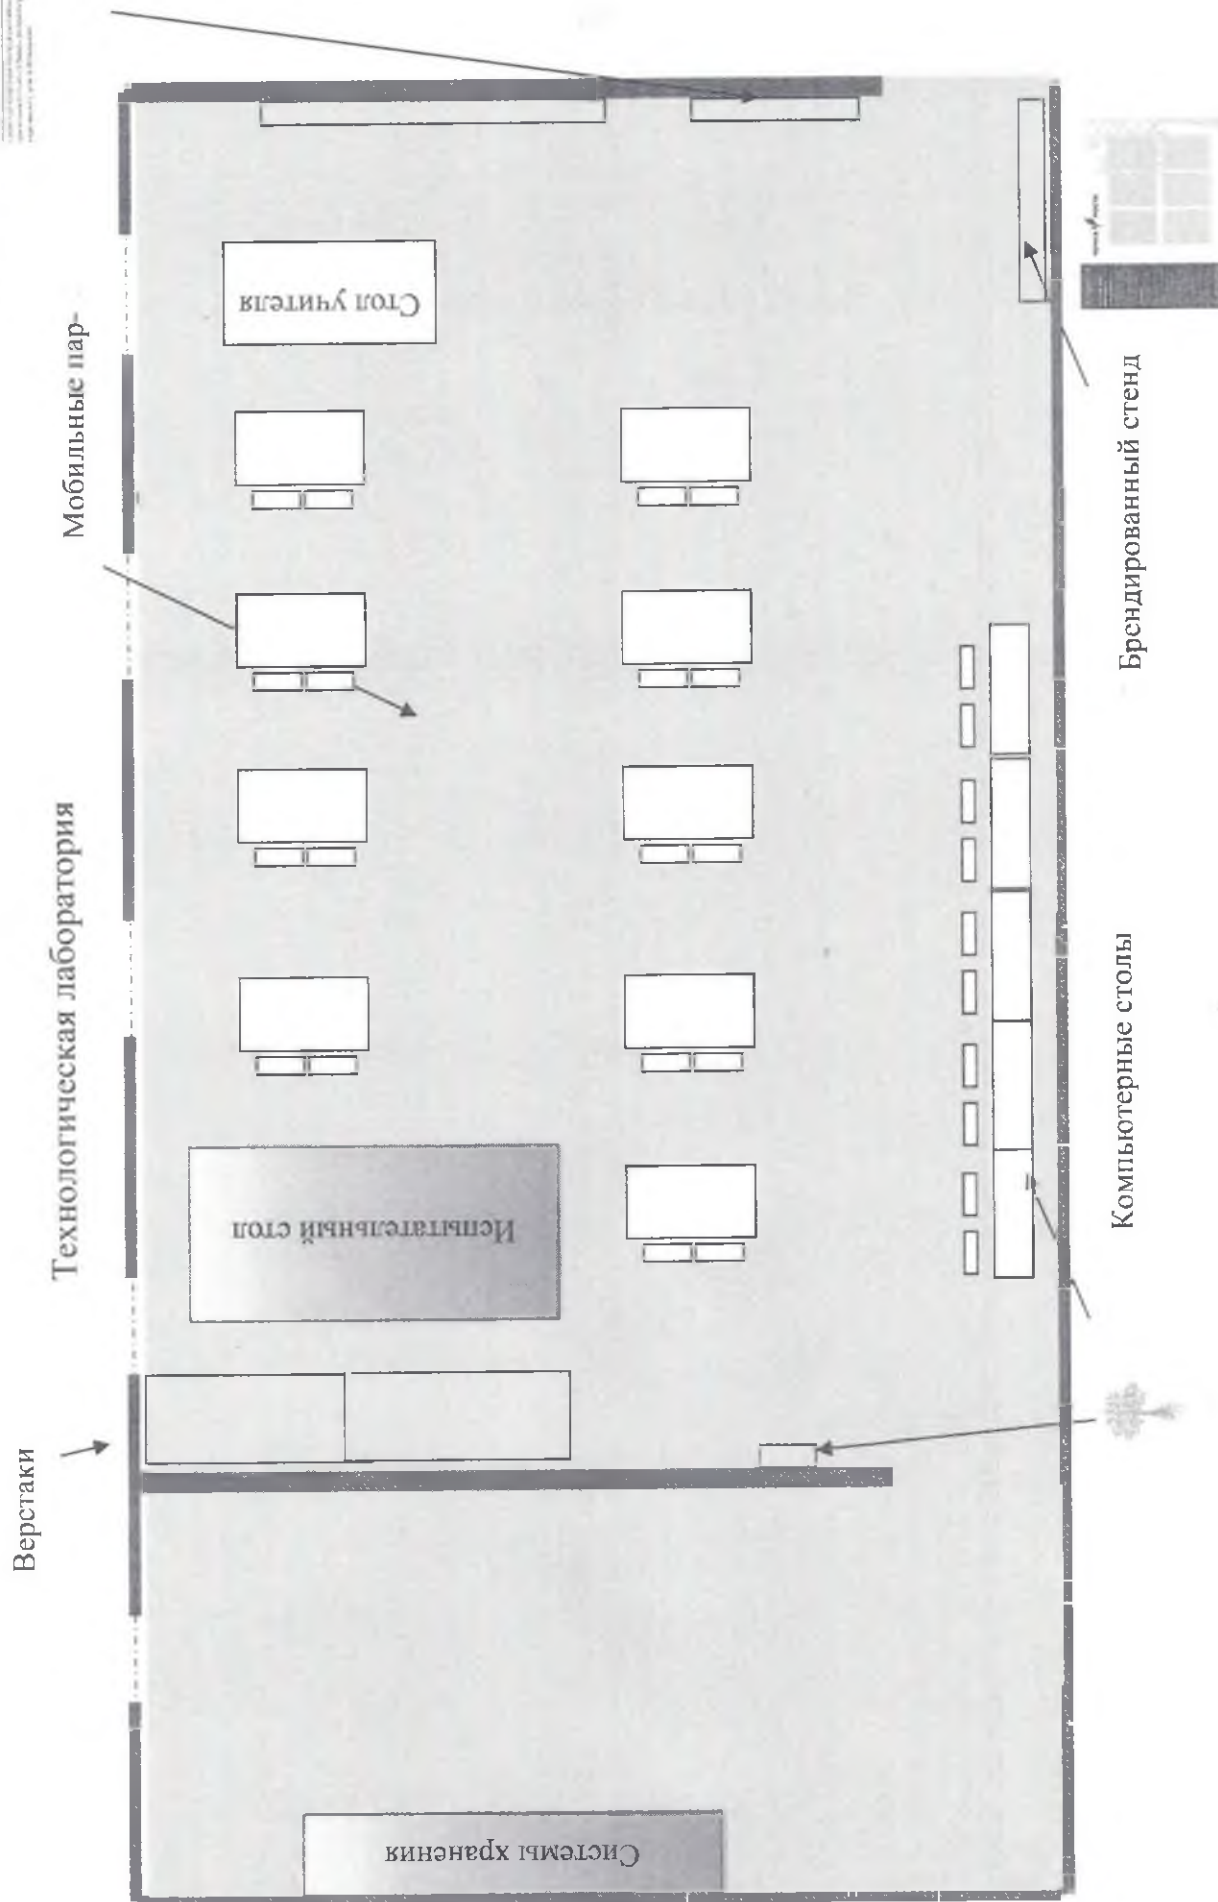 Технологическая лаборатория
Верстаки
Мобильные пар-
Стол учителя
Испытательный стол
Системы хранения
Компьютерные столы
Брендированный стенд